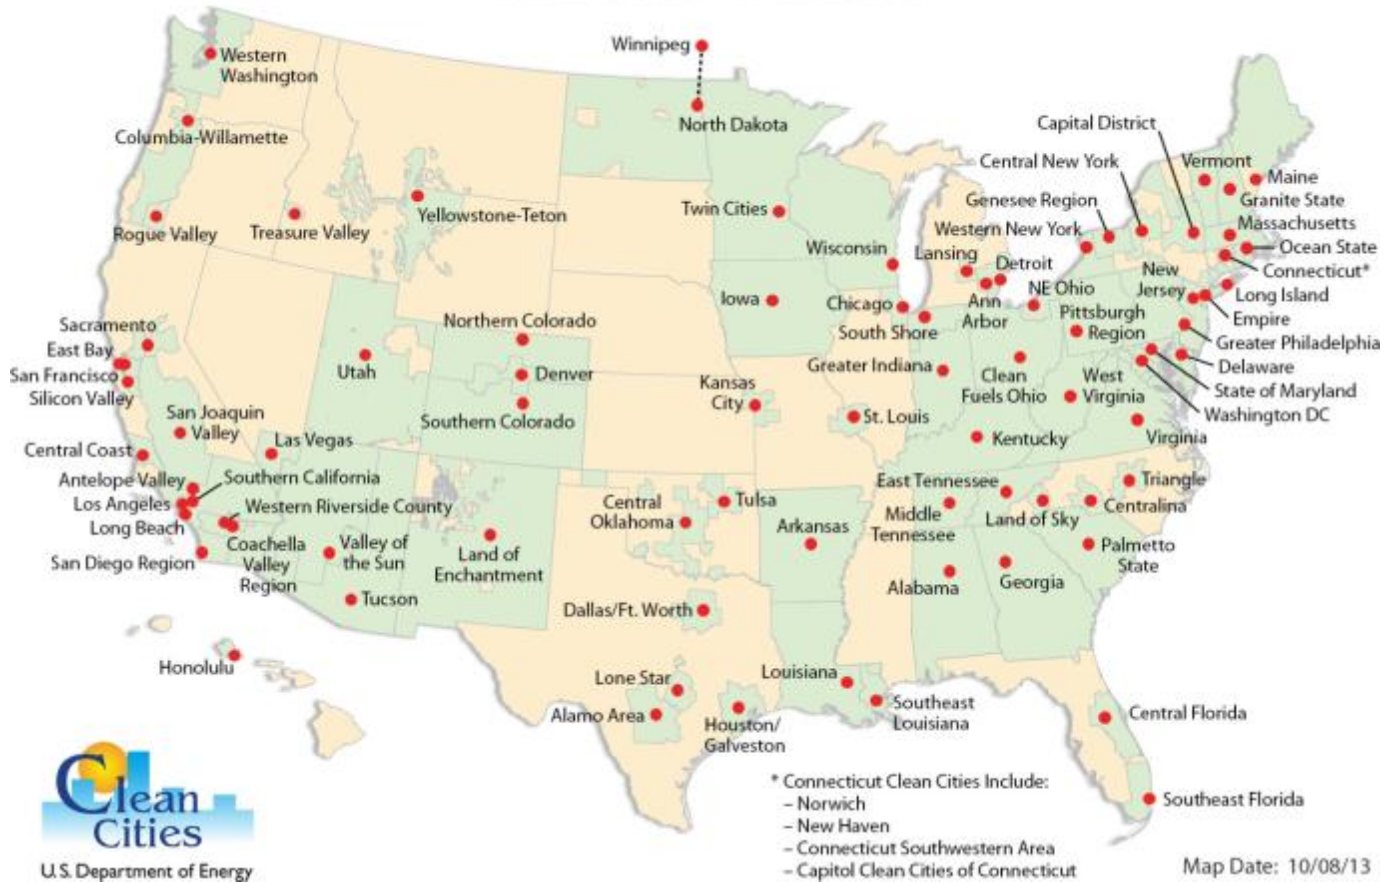 Winnipeg
Western
Washington
North Dakota
Columbia-Willamette
Capital District
Central New York
Vermont
Maine
Genesee Region
Granite State
Yellowstone-Teton
Twin Cities
Rogue Valley
Treasure Valley
Western New York
Massachusetts
Wisconsin
Lansing
Ocean State
Detroit
Connecticut*
New
Jersey
NE Ohio
Iowa
Chicago
Ann
Arbor
Long Island
Pittsburgh
Region
Empire
South Shore
Sacramento
Northern Colorado
Greater Philadelphia
East Bay
Greater Indiana
Utah
Denver
Delaware
San Francisco
Clean
Fuels Ohio
West
Virginia
Kansas
City
State of Maryland
Silicon Valley
San Joaquin
Valley
Southern Colorado
St. Louis
Washington DC
Las Vegas
Kentucky
Virginia
Central Coast
Antelope Valley
Southern California
East Tennessee
Triangle
Los Angeles
Western Riverside County
Central
Oklahoma
Tulsa
Middle
Tennessee
Land of Sky
Centralina
Long Beach
Arkansas
Coachella
Valley
Region
Valley of
the Sun
Land of
Enchantment
Palmetto
State
San Diego Region
Alabama
Georgia
Tucson
Dallas/Ft. Worth
Honolulu
Lone Star
Louisiana
Alamo Area
Houston/
Galveston
Southeast
Louisiana
Central Florida
Southeast Florida
* Connecticut Clean Cities Include:
– Norwich
– New Haven
– Connecticut Southwestern Area
– Capitol Clean Cities of Connecticut
Clean
Cities
U.S. Department of Energy
Map Date: 10/08/13